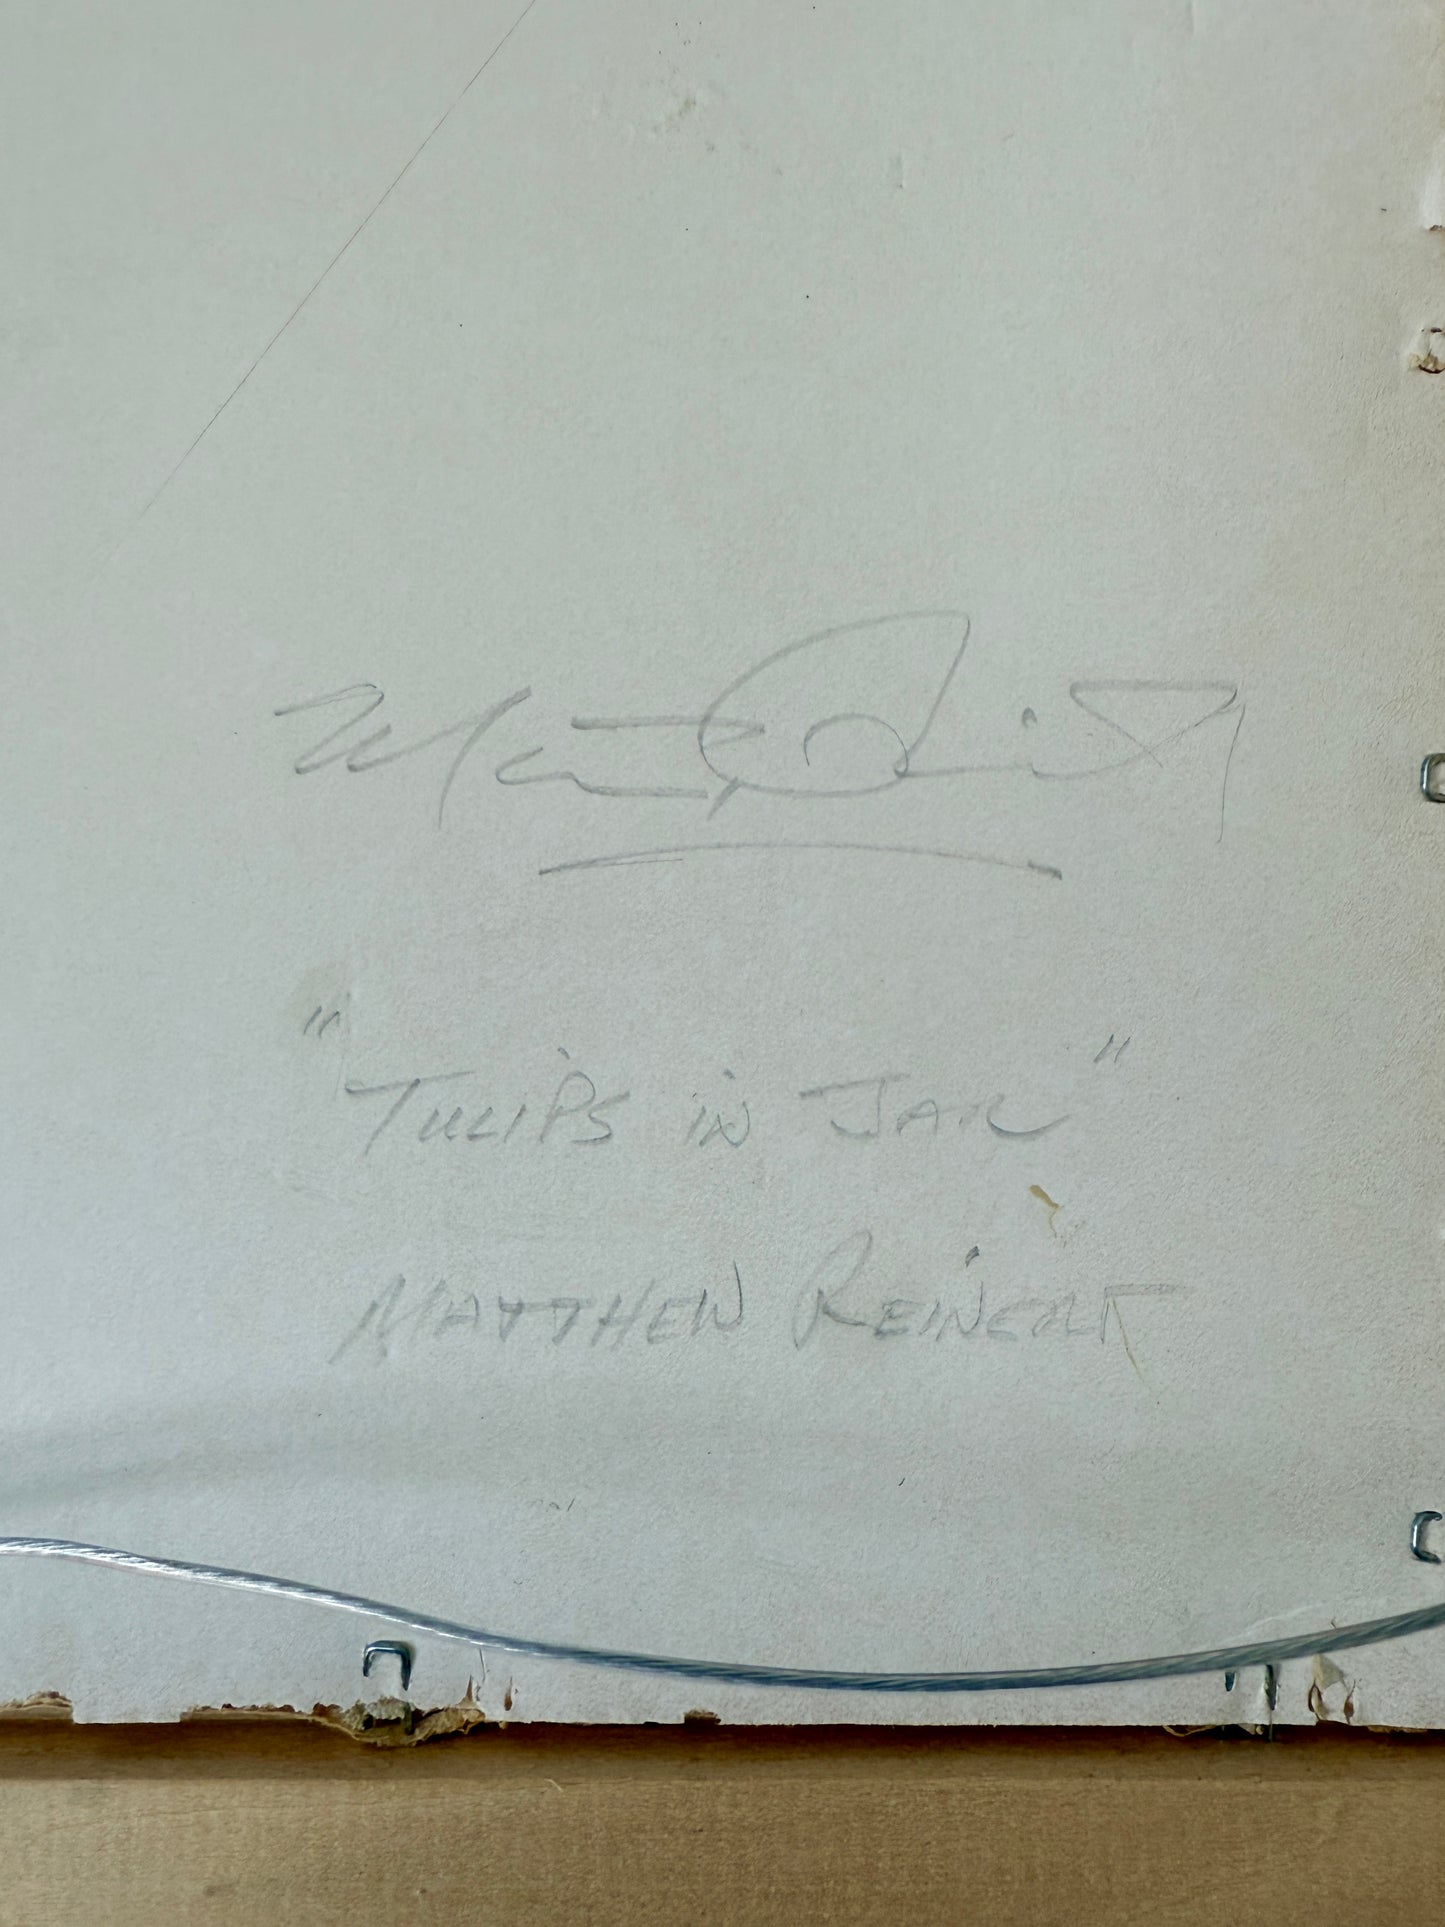 "Tulips in Jar"
Matthew Reinert